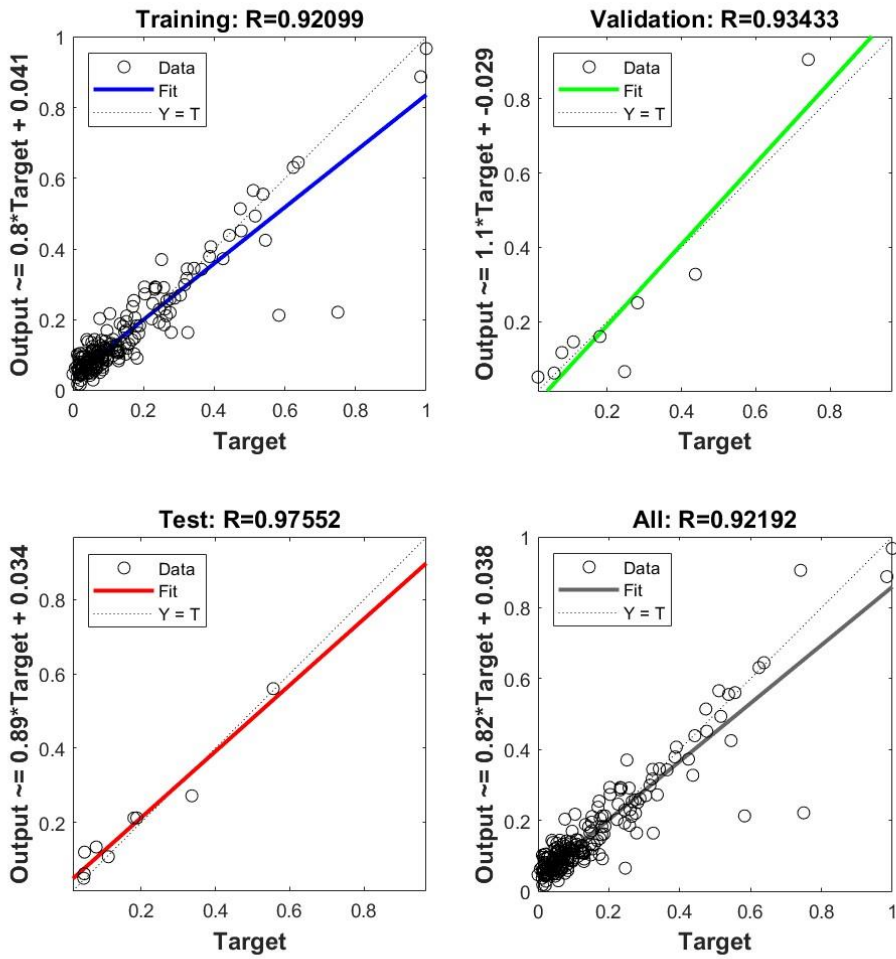 Training: R=0.92099
Output ~= 0.8*Target + 0.041
1
0.8
0.6
0.4
0.2
0
Data
Fit
Y = T
0
0.2
0.4
0.6
0.8
1
Target
Validation: R=0.93433
Output ~= 1.1*Target + -0.029
0.8
0.6
0.4
0.2
Data
Fit
Y = T
0.2
0.4
0.6
0.8
Target
Test: R=0.97552
Output ~= 0.89*Target + 0.034
0.8
0.6
0.4
0.2
Data
Fit
Y = T
0.2
0.4
0.6
0.8
Target
All: R=0.92192
Output ~= 0.82*Target + 0.038
1
0.8
0.6
0.4
0.2
0
Data
Fit
Y = T
0
0.2
0.4
0.6
0.8
1
Target